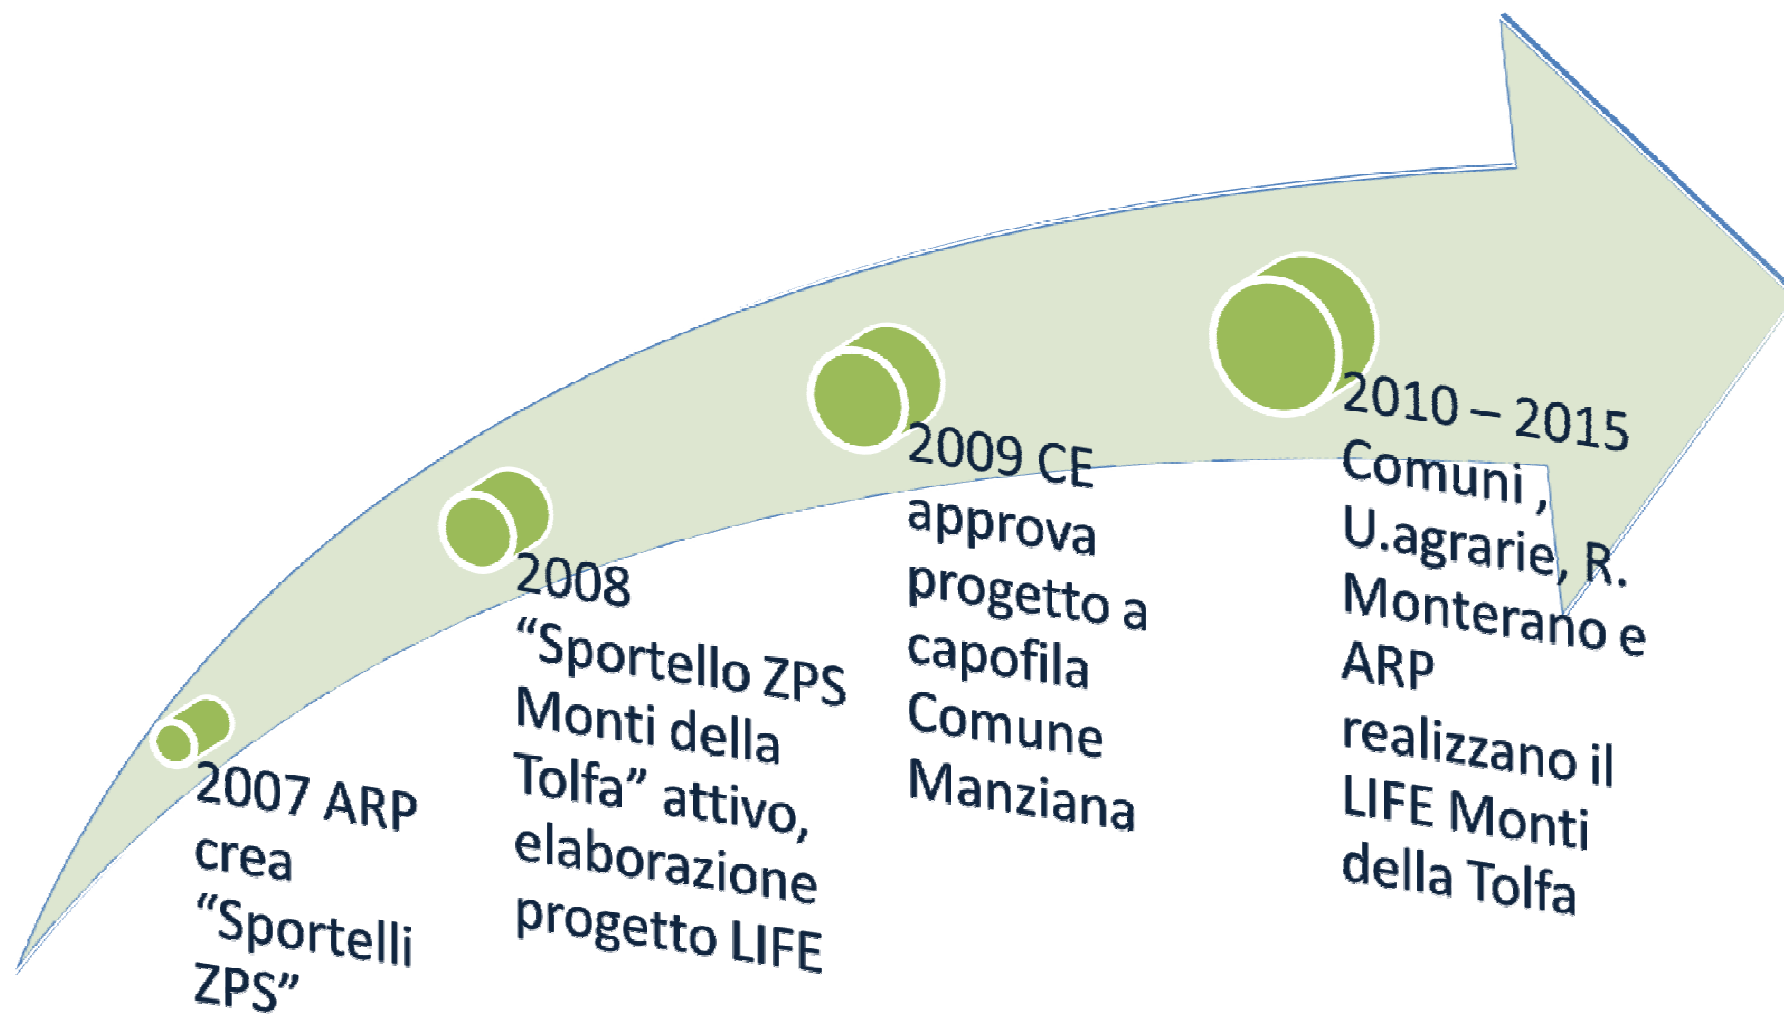 2007 ARP
crea
“Sportelli
ZPS”
2008
“Sportello ZPS
Monti della
Tolfa” attivo,
elaborazione
progetto LIFE
2009 CE
approva
progetto a
capofila
Comune
Manziana
2010 – 2015
Comuni ,
U.agrarie, R.
Monterano e
ARP
realizzano il
LIFE Monti
della Tolfa